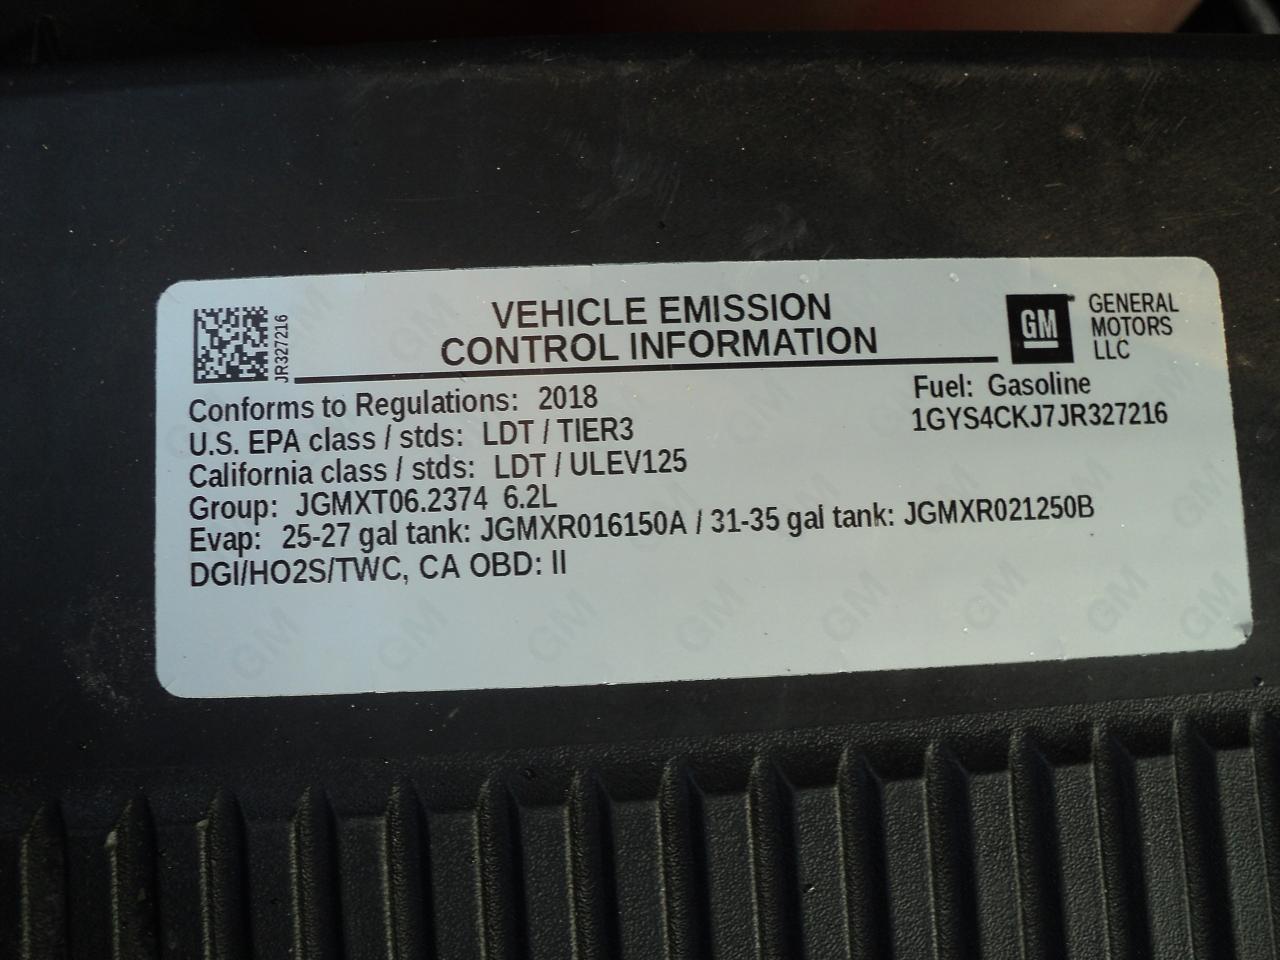 JR327216
VEHICLE EMISSION
CONTROL INFORMATION
GM
GENERAL
MOTORS
LLC
Conforms to Regulations: 2018
Fuel: Gasoline
U.S. EPA class / stds: LDT / TIER3
1GYS4CKJ7JR327216
California class / stds: LDT / ULEV125
Group: JGMXT06.2374 6.2L
Evap: 25-27 gal tank: JGMXR016150A / 31-35 gal tank: JGMXR021250B
DGI/HO2S/TWC, CA OBD: II